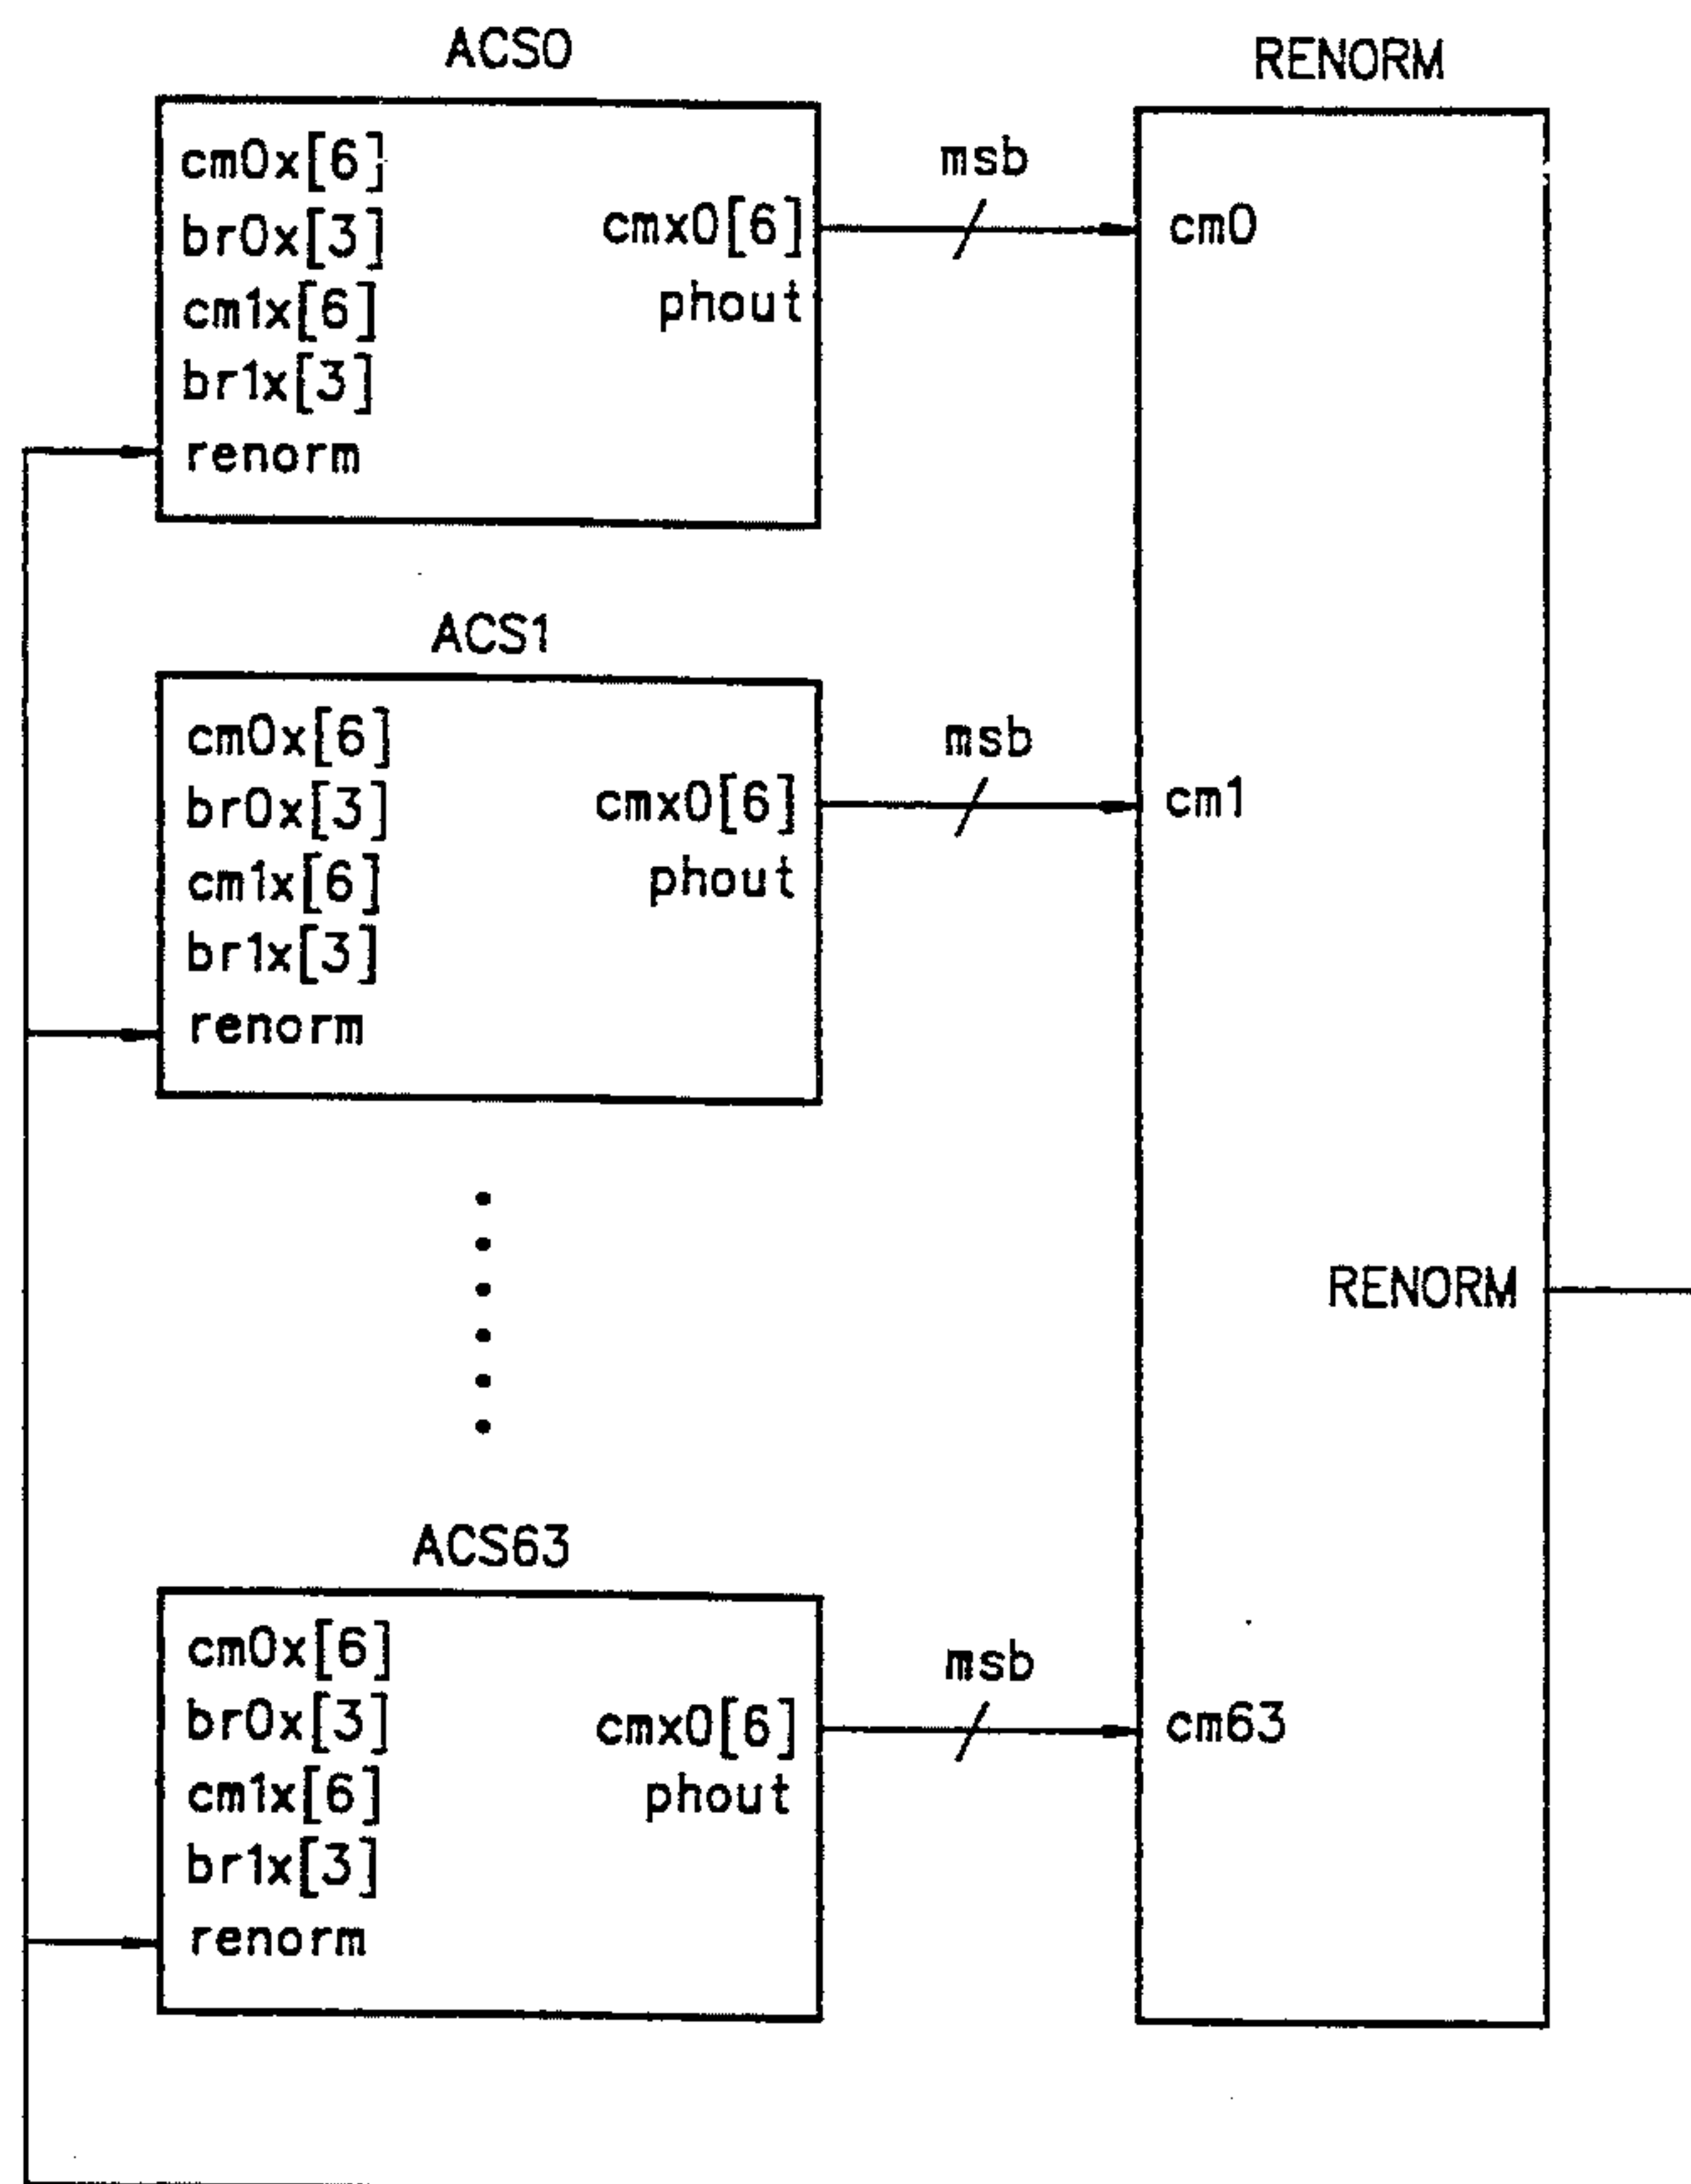 ACS0
RENORM
cm0x[6]
br0x[3]
cm1x[6]
br1x[3]
renorm
cmx0[6]
phout
msb
cm0
ACS1
cm0x[6]
br0x[3]
cm1x[6]
br1x[3]
renorm
cmx0[6]
phout
msb
cm1
RENORM
ACS63
cm0x[6]
br0x[3]
cm1x[6]
br1x[3]
renorm
cmx0[6]
phout
msb
cm63